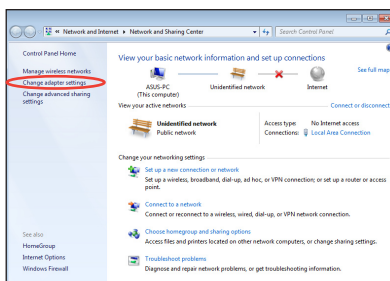 « Network and Internet ▸ Network and Sharing Center
Search Control Panel
Control Panel Home
Manage wireless networks
Change adapter settings
Change advanced sharing
settings
See also
HomeGroup
Internet Options
Windows Firewall
View your basic network information and set up connections
See full map
ASUS-PC
(This computer)
Unidentified network
Internet
View your active networks
Connect or disconnect
Unidentified network
Public network
Access type: No Internet access
Connections: Local Area Connection
Change your networking settings
Set up a new connection or network
Set up a wireless, broadband, dial-up, ad hoc, or VPN connection; or set up a router or access
point.
Connect to a network
Connect or reconnect to a wireless, wired, dial-up, or VPN network connection.
Choose homegroup and sharing options
Access files and printers located on other network computers, or change sharing settings.
Troubleshoot problems
Diagnose and repair network problems, or get troubleshooting information.